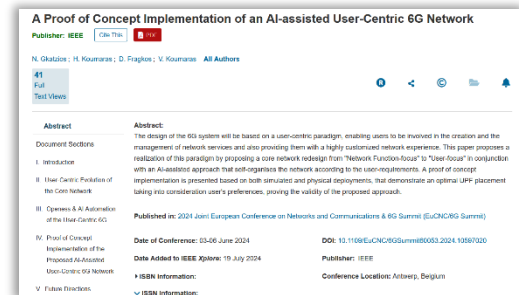 A Proof of Concept Implementation of an AI-assisted User-Centric 6G Network
Publisher: IEEE Cite This PDF
N. Gkatzios ; H. Koumaras ; D. Fragkos ; V. Koumaras All Authors
41
Full
Text Views
Abstract
Document Sections
I. Introduction
II. User Centric Evolution of
the Core Network
III. Openness & AI Automation
of the User-Centric 6G
IV. Proof of Concept
Implementation of the
Proposed AI-Assisted
User-Centric 6G Network
V. Future Directions
Abstract:
The design of the 6G system will be based on a user-centric paradigm, enabling users to be involved in the creation and the
management of network services and also providing them with a highly customized network experience. This paper proposes a
realization of this paradigm by proposing a core network redesign from "Network Function-focus" to "User-focus" in conjunction
with an AI-assisted approach that self-organises the network according to the user-requirements. A proof of concept
implementation is presented based on both simulated and physical deployments, that demonstrate an optimal UPF placement
taking into consideration user's preferences, proving the validity of the proposed approach.
Published in: 2024 Joint European Conference on Networks and Communications & 6G Summit (EuCNC/6G Summit)
Date of Conference: 03-06 June 2024
DOI: 10.1109/EuCNC/6GSummit60053.2024.10597020
Date Added to IEEE Xplore: 19 July 2024
Publisher: IEEE
ISBN Information:
Conference Location: Antwerp, Belgium
ISSN Information: